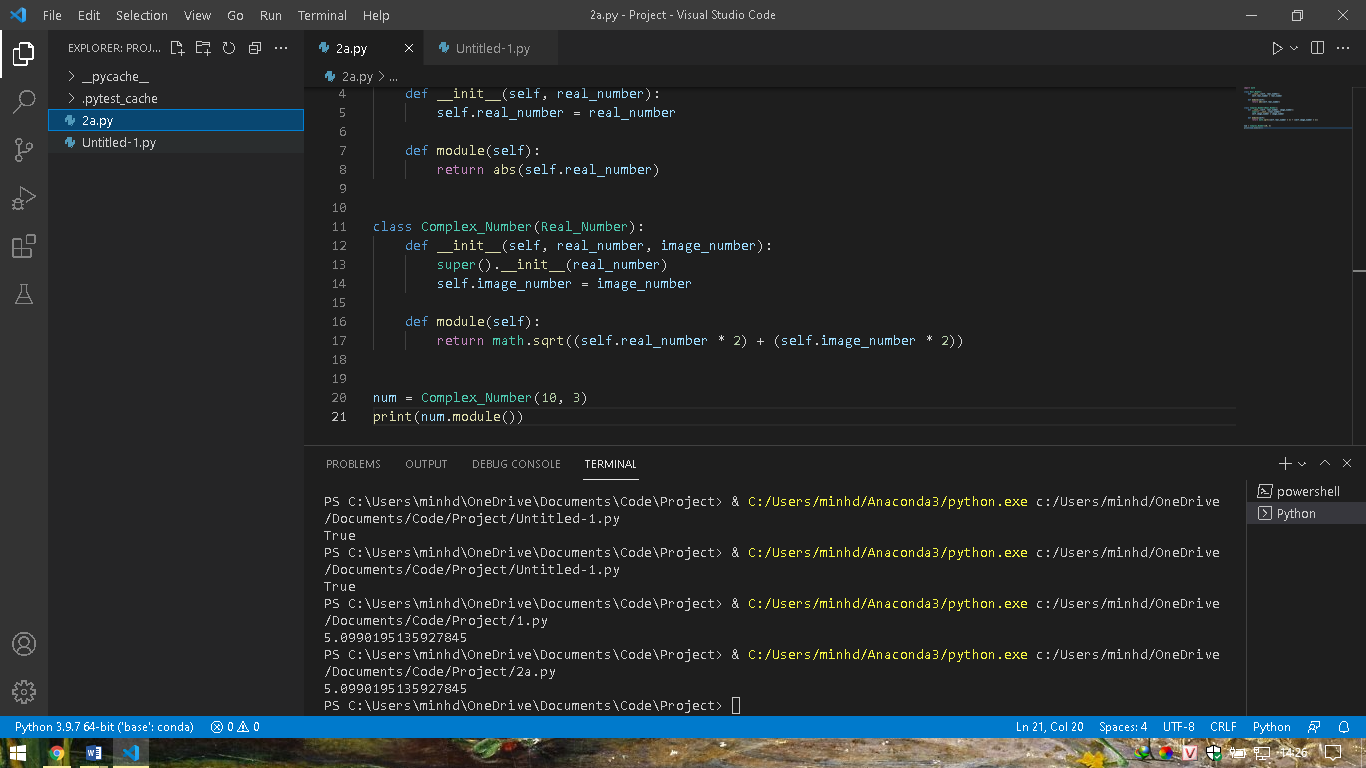 File Edit Selection View Go Run Terminal Help
2a.py - Project - Visual Studio Code
EXPLORER: PROJ...
__pycache__
.pytest_cache
2a.py
Untitled-1.py
2a.py
Untitled-1.py
2a.py > ...
4 def __init__(self, real_number):
5 self.real_number = real_number
6
7 def module(self):
8 return abs(self.real_number)
9
10
11 class Complex_Number(Real_Number):
12 def __init__(self, real_number, image_number):
13 super().__init__(real_number)
14 self.image_number = image_number
15
16 def module(self):
17 return math.sqrt((self.real_number * 2) + (self.image_number * 2))
18
19
20 num = Complex_Number(10, 3)
21 print(num.module())
PROBLEMS OUTPUT DEBUG CONSOLE TERMINAL
PS C:\Users\minhd\OneDrive\Documents\Code\Project> & C:/Users/minhd/Anaconda3/python.exe c:/Users/minhd/OneDrive
/Documents/Code/Project/Untitled-1.py
True
PS C:\Users\minhd\OneDrive\Documents\Code\Project> & C:/Users/minhd/Anaconda3/python.exe c:/Users/minhd/OneDrive
/Documents/Code/Project/Untitled-1.py
True
PS C:\Users\minhd\OneDrive\Documents\Code\Project> & C:/Users/minhd/Anaconda3/python.exe c:/Users/minhd/OneDrive
/Documents/Code/Project/1.py
5.0990195135927845
PS C:\Users\minhd\OneDrive\Documents\Code\Project> & C:/Users/minhd/Anaconda3/python.exe c:/Users/minhd/OneDrive
/Documents/Code/Project/2a.py
5.0990195135927845
PS C:\Users\minhd\OneDrive\Documents\Code\Project>
powershell
Python
Python 3.9.7 64-bit ('base': conda) 0 0 Ln 21, Col 20 Spaces: 4 UTF-8 CRLF Python
14:26